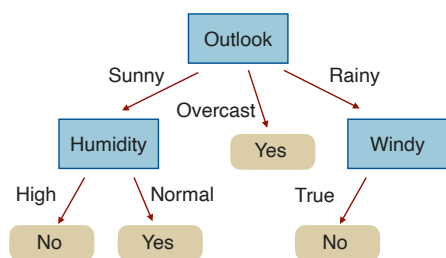 Outlook
Sunny
Rainy
Overcast
Humidity
Yes
Windy
High
Normal
True
No
Yes
No